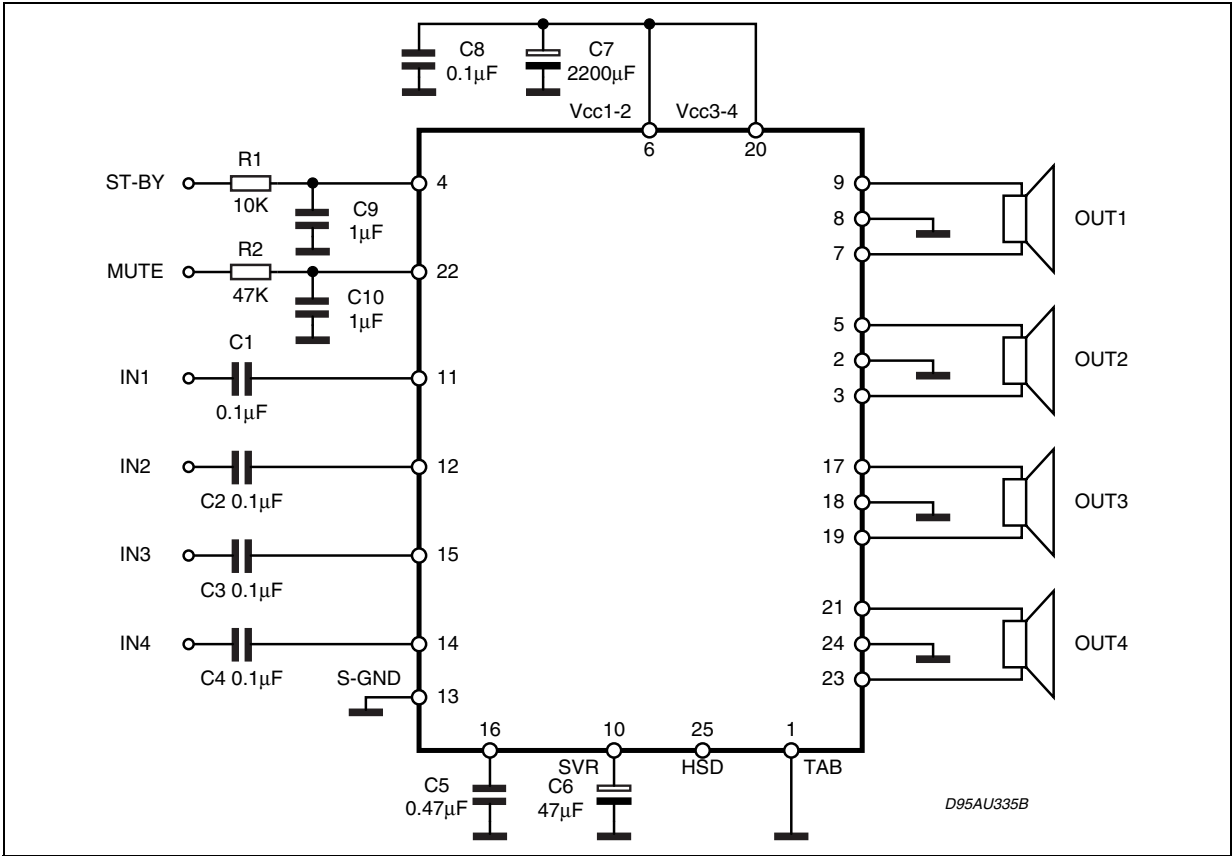 C8
0.1μF
C7
2200μF
Vcc1-2
Vcc3-4
6
20
ST-BY
R1
10K
4
C9
1μF
MUTE
R2
47K
22
C10
1μF
IN1
C1
0.1μF
11
IN2
C2 0.1μF
12
IN3
C3 0.1μF
15
IN4
C4 0.1μF
14
S-GND
13
9
8
7
OUT1
5
2
3
OUT2
17
18
19
OUT3
21
24
23
OUT4
16
10
25
1
SVR
HSD
TAB
C5
0.47μF
C6
47μF
D95AU335B